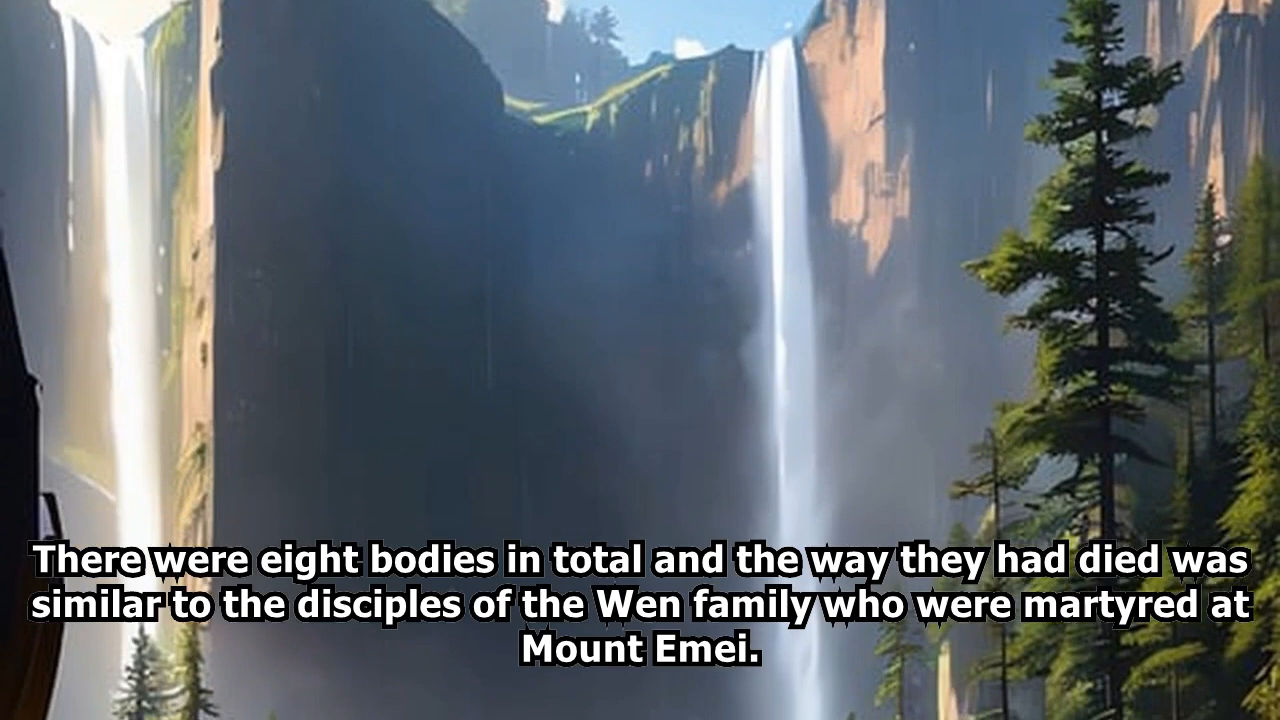 There were eight bodies in total and the way they had died was
similar to the disciples of the Wen family who were martyred at
Mount Emei.